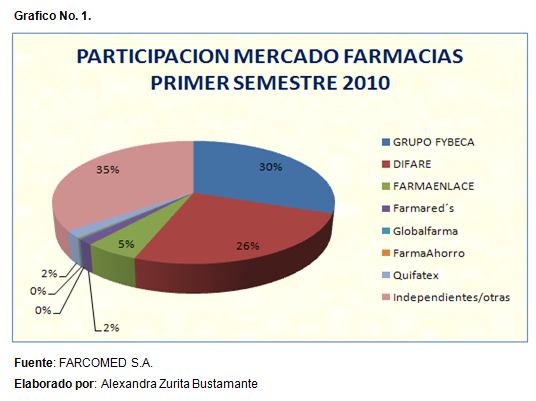 Grafico No. 1.
PARTICIPACION MERCADO FARMACIAS
PRIMER SEMESTRE 2010
35%
30%
26%
5%
2%
0%
0%
2%
GRUPO FYBECA
DIFARE
FARMAENLACE
Farmared´s
Globalfarma
FarmaAhorro
Quifatex
Independientes/otras
Fuente: FARCOMED S.A.
Elaborado por: Alexandra Zurita Bustamante